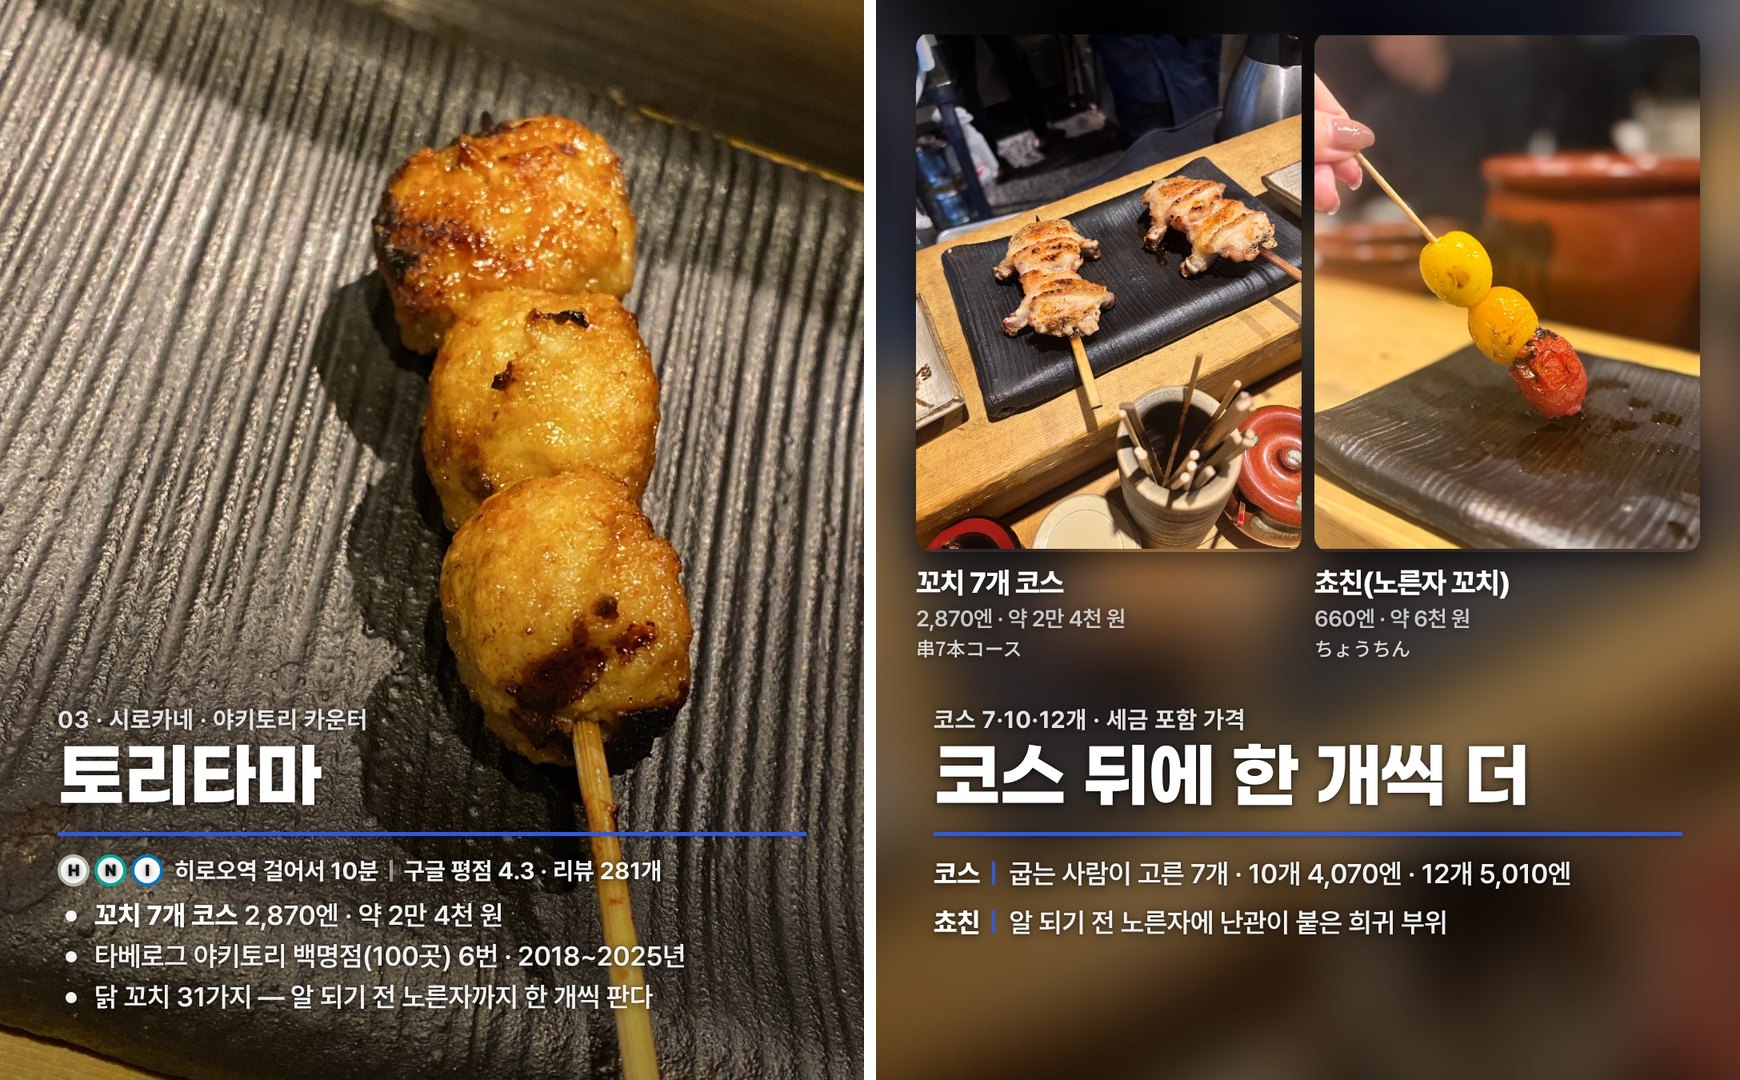 03 · 시로카네 · 야키토리 카운터
토리타마
H N I 히로오역 걸어서 10분 | 구글 평점 4.3 · 리뷰 281개
• 꼬치 7개 코스 2,870엔 · 약 2만 4천 원
• 타베로그 야키토리 백명점(100곳) 6번 · 2018~2025년
• 닭 꼬치 31가지 — 알 되기 전 노른자까지 한 개씩 판다
꼬치 7개 코스
2,870엔 · 약 2만 4천 원
串7本コース
쵸친(노른자 꼬치)
660엔 · 약 6천 원
ちょうちん
코스 7·10·12개 · 세금 포함 가격
코스 뒤에 한 개씩 더
코스 | 굽는 사람이 고른 7개 · 10개 4,070엔 · 12개 5,010엔
쵸친 | 알 되기 전 노른자에 난관이 붙은 희귀 부위